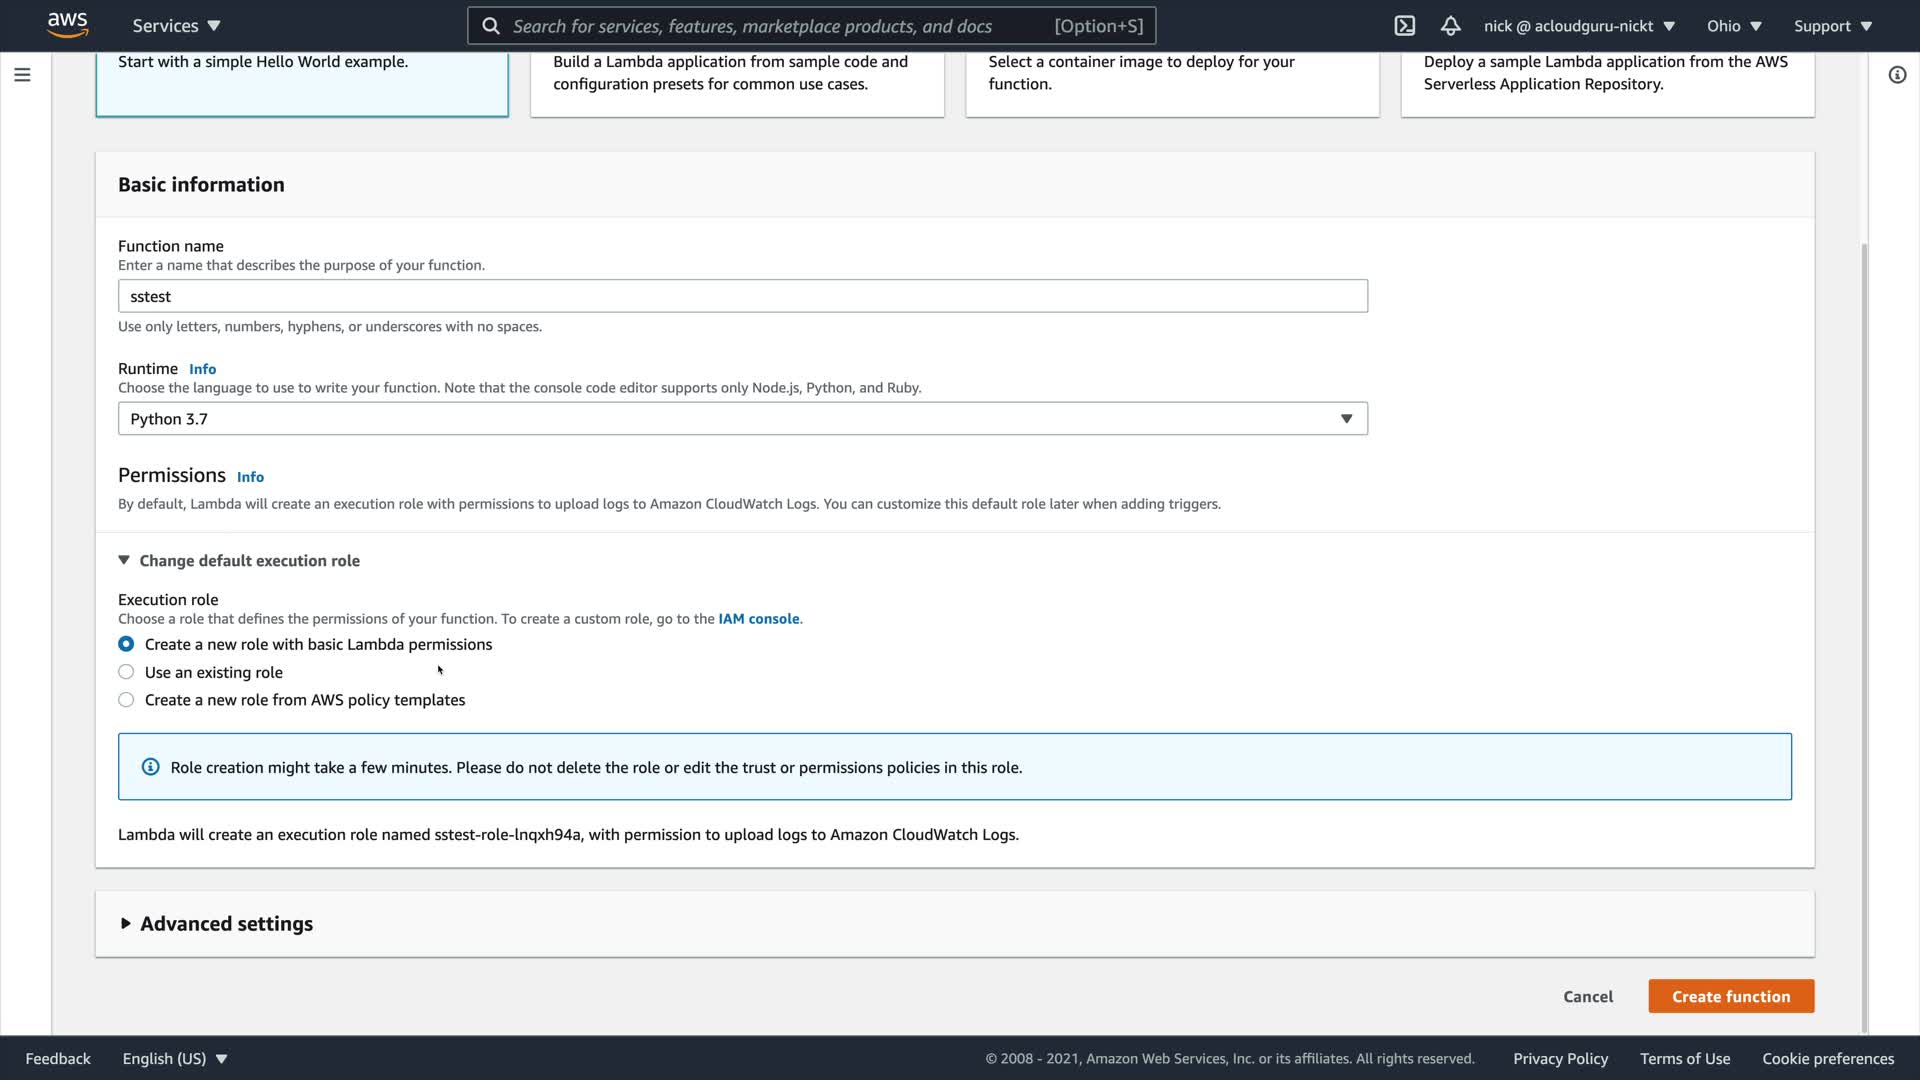 aws
Services
Search for services, features, marketplace products, and docs
[Option+S]
nick @ acloudguru-nickt
Ohio
Support
Start with a simple Hello World example.
Build a Lambda application from sample code and
configuration presets for common use cases.
Select a container image to deploy for your
function.
Deploy a sample Lambda application from the AWS
Serverless Application Repository.
Basic information
Function name
Enter a name that describes the purpose of your function.
sstest
Use only letters, numbers, hyphens, or underscores with no spaces.
Runtime Info
Choose the language to use to write your function. Note that the console code editor supports only Node.js, Python, and Ruby.
Python 3.7
Permissions Info
By default, Lambda will create an execution role with permissions to upload logs to Amazon CloudWatch Logs. You can customize this default role later when adding triggers.
Change default execution role
Execution role
Choose a role that defines the permissions of your function. To create a custom role, go to the IAM console.
Create a new role with basic Lambda permissions
Use an existing role
Create a new role from AWS policy templates
Role creation might take a few minutes. Please do not delete the role or edit the trust or permissions policies in this role.
Lambda will create an execution role named sstest-role-lnqxh94a, with permission to upload logs to Amazon CloudWatch Logs.
Advanced settings
Cancel
Create function
Feedback
English (US)
© 2008 - 2021, Amazon Web Services, Inc. or its affiliates. All rights reserved.
Privacy Policy
Terms of Use
Cookie preferences